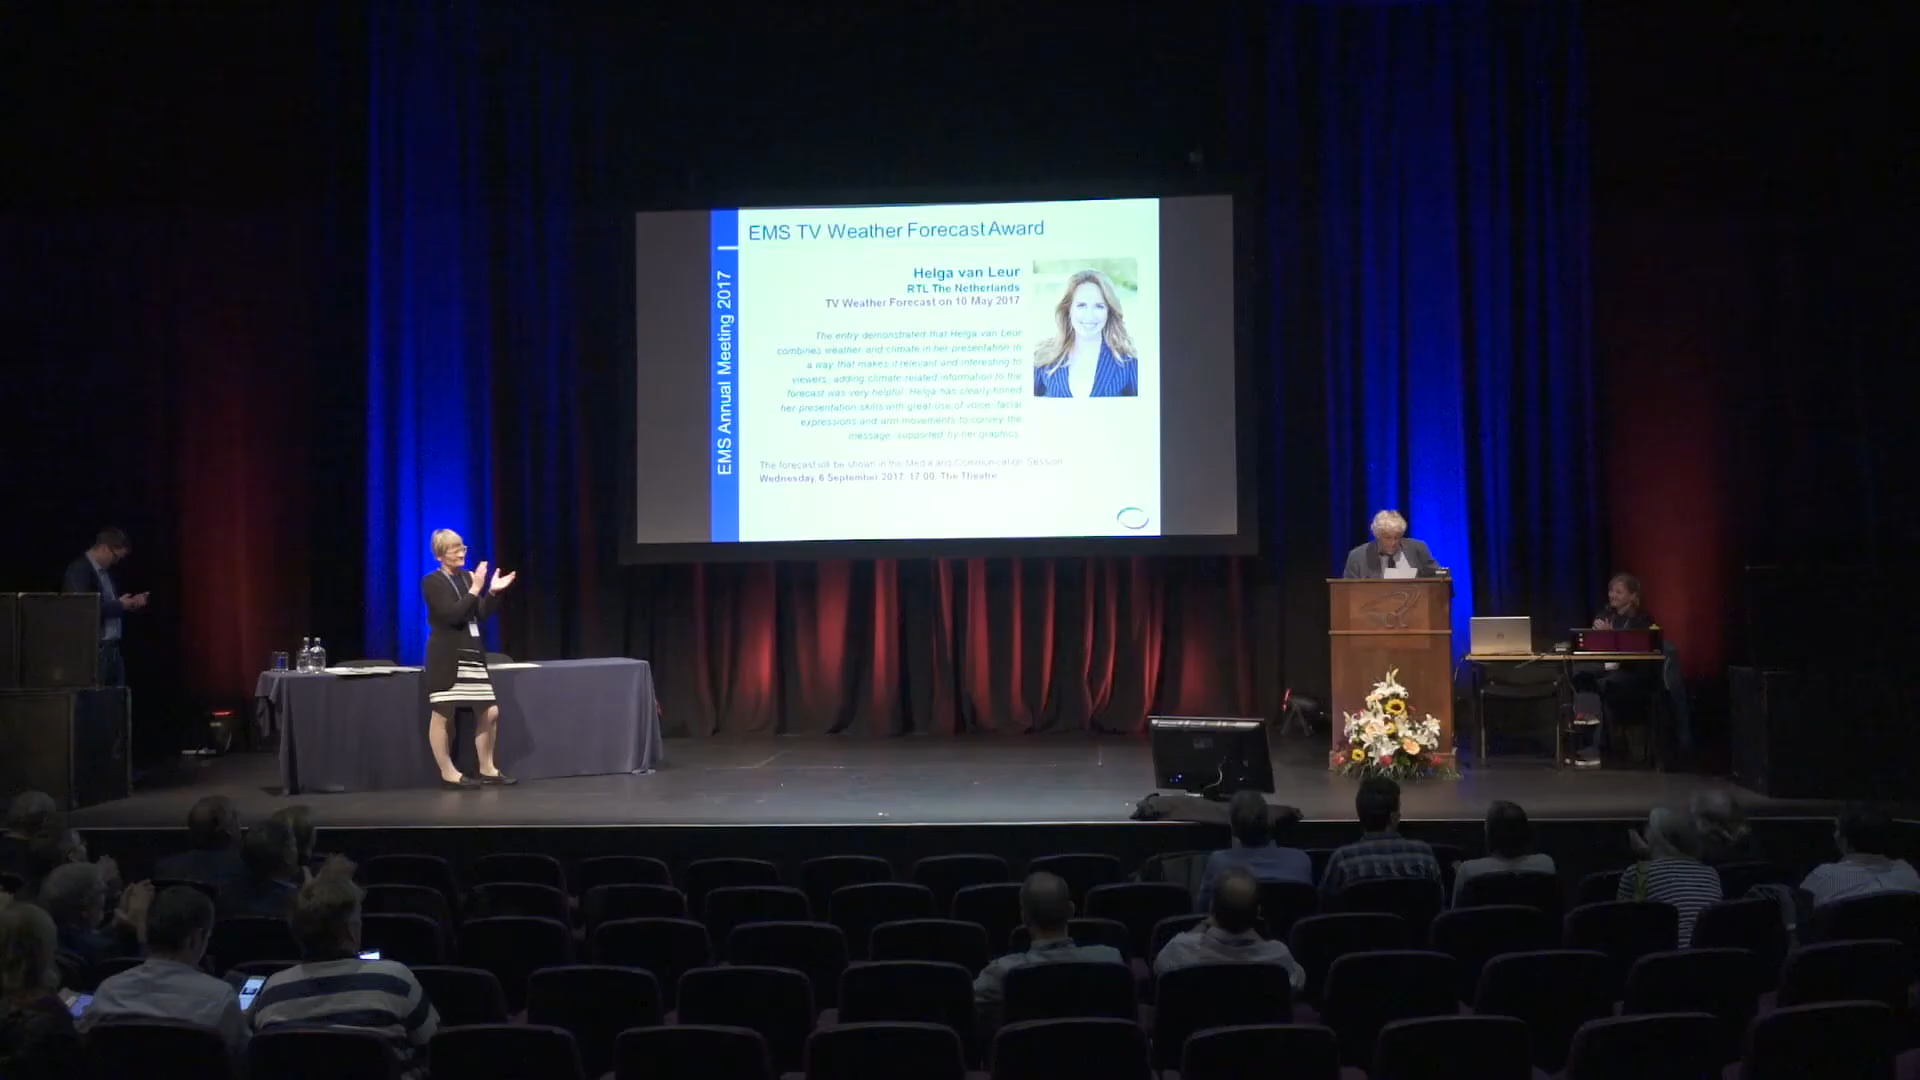 EMS Annual Meeting 2017
EMS TV Weather Forecast Award
Helga van Leur
RTL The Netherlands
TV Weather Forecast on 10 May 2017
The entry demonstrated that Helga van Leur
combines weather and climate in her presentation in
a way that makes it relevant and interesting to
viewers, adding climate related information to the
forecast was very helpful. Helga has clearly honed
her presentation skills with great use of voice, facial
expressions and arm movements to convey the
message, supported by her graphics.
The forecast will be shown in the Media and Communication Session
Wednesday, 6 September 2017, 17:00, The Theatre